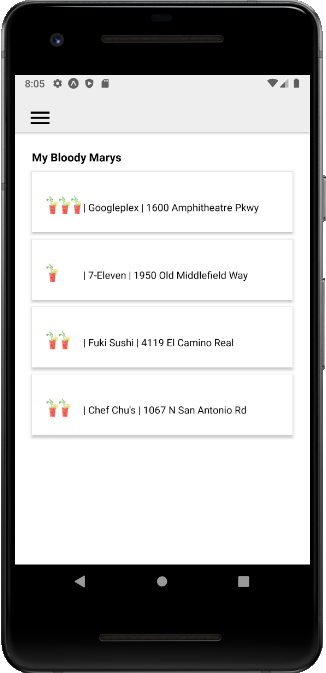 8:05
My Bloody Marys
| Googleplex | 1600 Amphitheatre Pkwy
| 7-Eleven | 1950 Old Middlefield Way
| Fuki Sushi | 4119 El Camino Real
| Chef Chu's | 1067 N San Antonio Rd